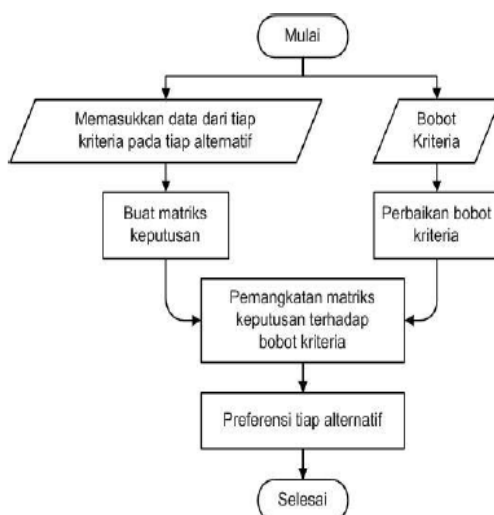 Mulai
Memasukkan data dari tiap
kriteria pada tiap alternatif
Bobot
Kriteria
Buat matriks
keputusan
Perbaikan bobot
kriteria
Pemangkatan matriks
keputusan terhadap
bobot kriteria
Preferensi tiap alternatif
Selesai